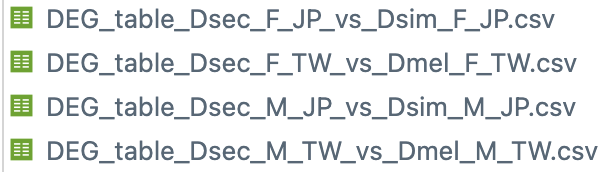 DEG_table_Dsec_F_JP_vs_Dsim_F_JP.csv
DEG_table_Dsec_F_TW_vs_Dmel_F_TW.csv
DEG_table_Dsec_M_JP_vs_Dsim_M_JP.csv
DEG_table_Dsec_M_TW_vs_Dmel_M_TW.csv